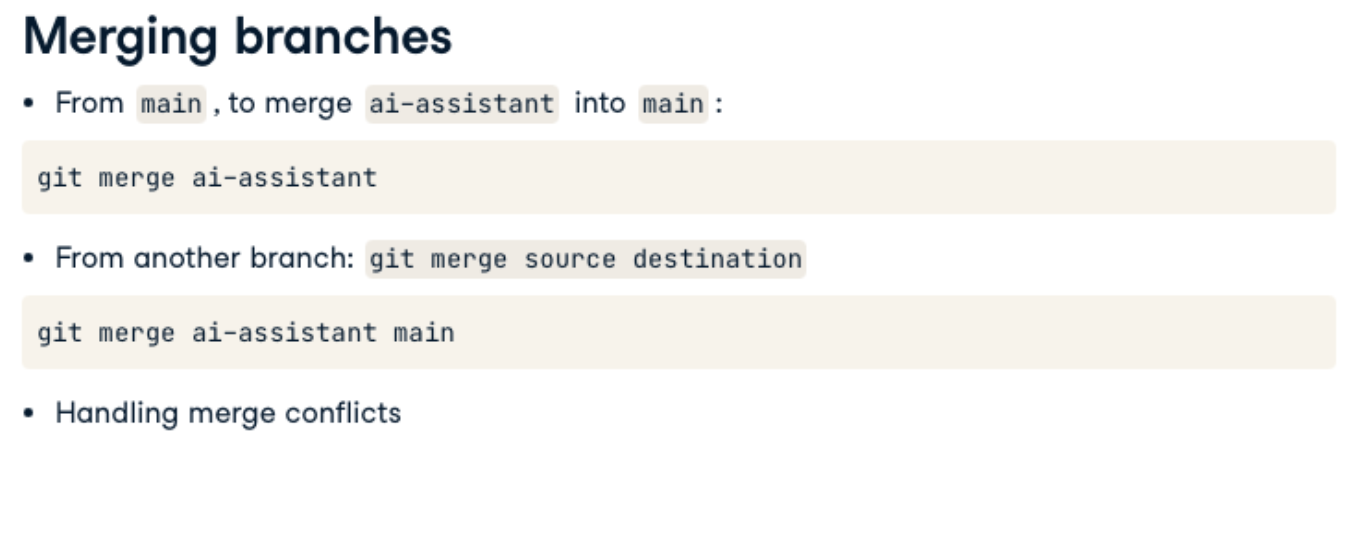 Merging branches
• From main , to merge ai-assistant into main :
git merge ai-assistant
• From another branch: git merge source destination
git merge ai-assistant main
• Handling merge conflicts